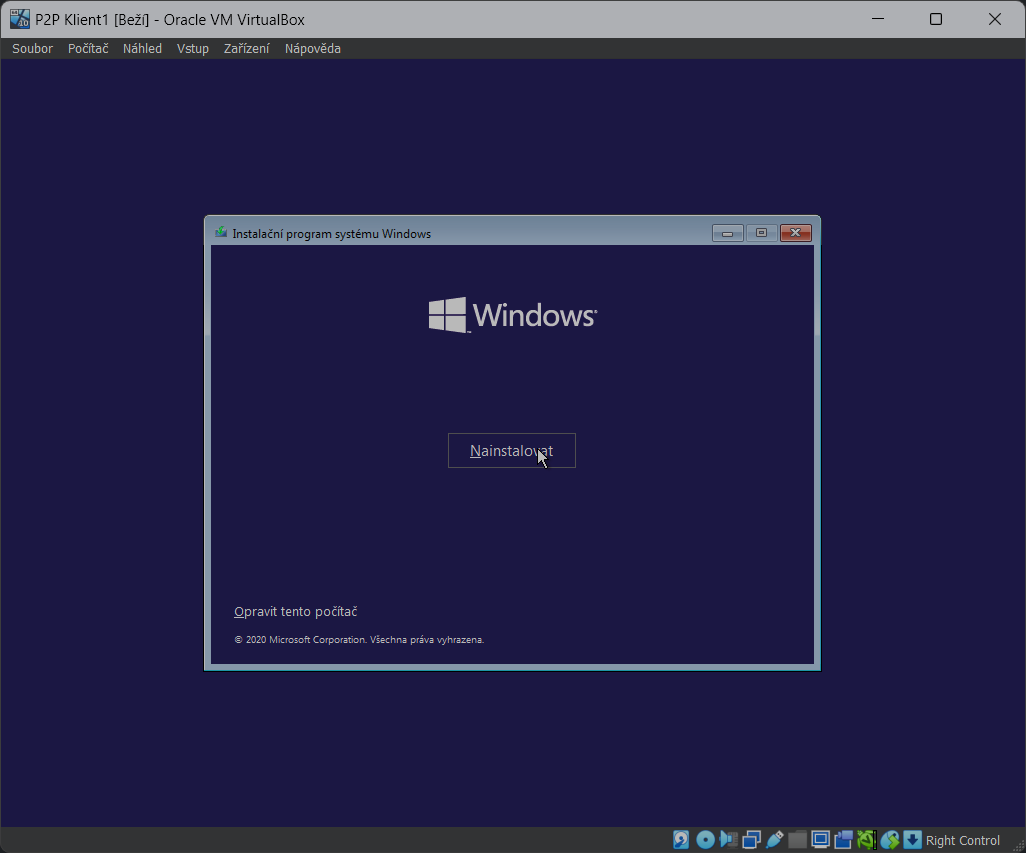 P2P Klient1 [Beží] - Oracle VM VirtualBox
Soubor Počítač Náhled Vstup Zařízení Nápověda
Instalační program systému Windows
Windows
Nainstalovat
Opravit tento počítač
© 2020 Microsoft Corporation. Všechna práva vyhrazena.
Right Control